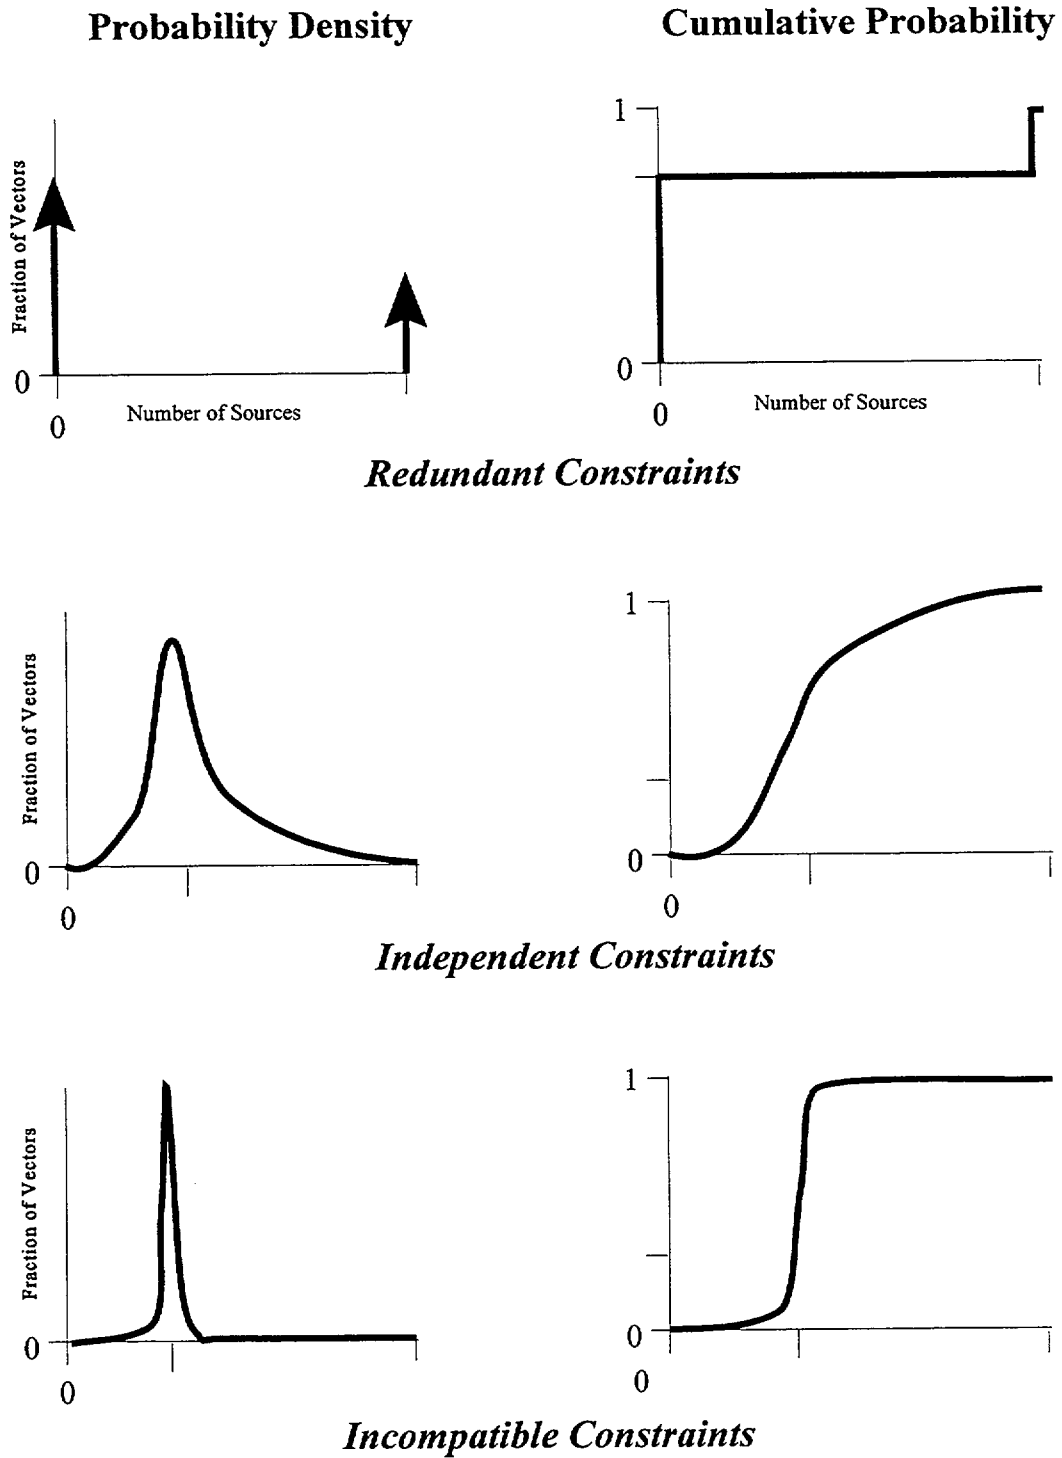 Probability Density
Cumulative Probability
Fraction of Vectors
0
0
Number of Sources
1
0
0
Number of Sources
Redundant Constraints
Fraction of Vectors
0
0
1
0
0
Independent Constraints
Fraction of Vectors
0
0
1
0
0
Incompatible Constraints